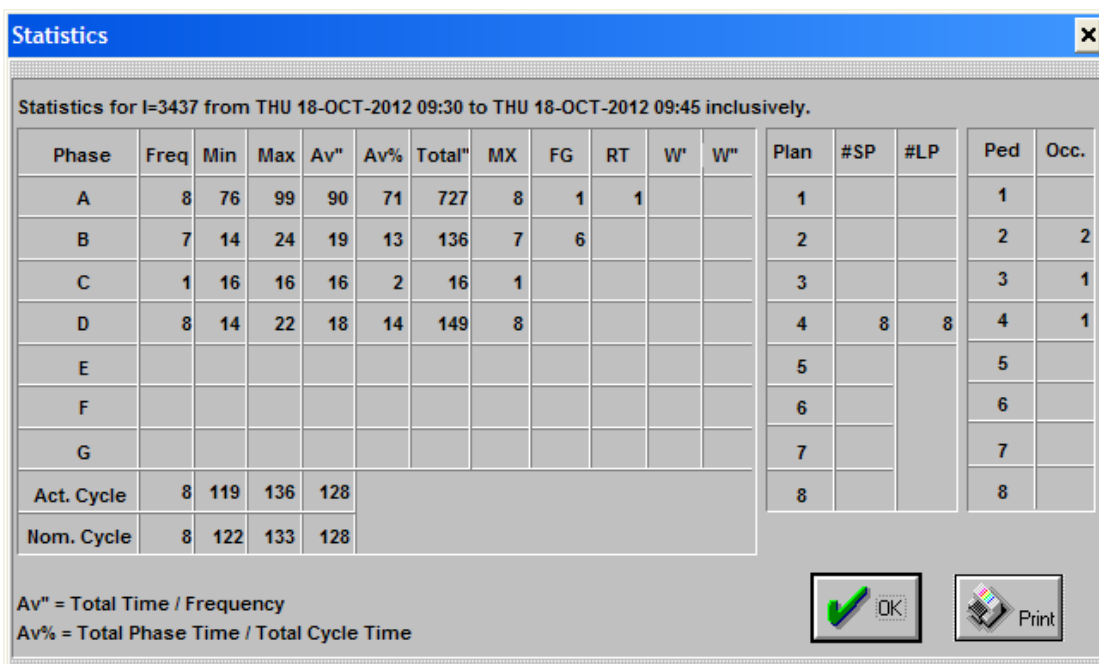 Statistics
Statistics for I=3437 from THU 18-OCT-2012 09:30 to THU 18-OCT-2012 09:45 inclusively.
Phase Freq Min Max Av" Av% Total" MX FG RT W' W" Plan #SP #LP Ped Occ.
A 8 76 99 90 71 727 8 1 1 1 1
B 7 14 24 19 13 136 7 6 2 2 2
C 1 16 16 16 2 16 1 3 3 1
D 8 14 22 18 14 149 8 4 8 8 4 1
E 5 5
F 6 6
G 7 7
Act. Cycle 8 119 136 128 8 8
Nom. Cycle 8 122 133 128
Av" = Total Time / Frequency
Av% = Total Phase Time / Total Cycle Time
OK
Print